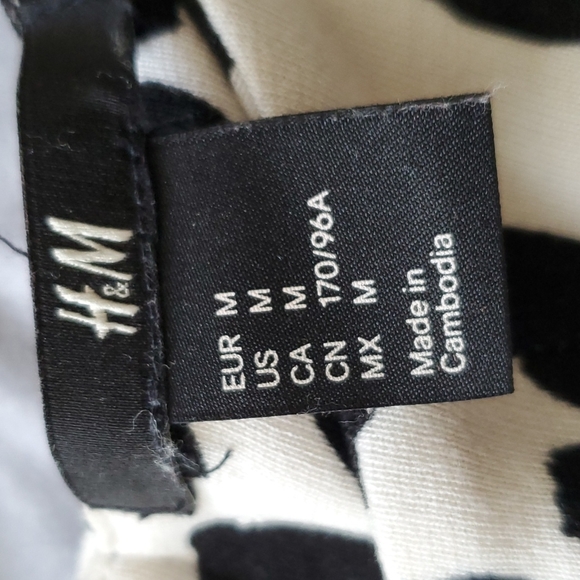 H&M
EUR M
US M
CA M
CN 170/96A
MX M
Made in
Cambodia